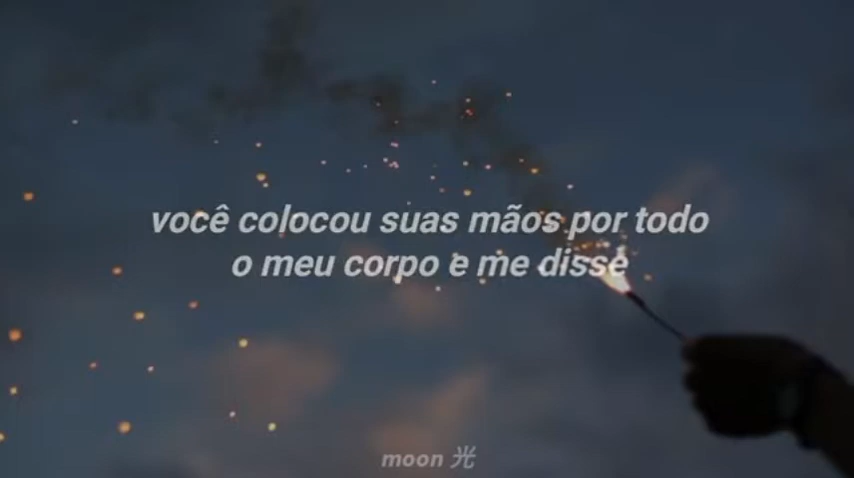 você colocou suas mãos por todo
o meu corpo e me disse
moon 光